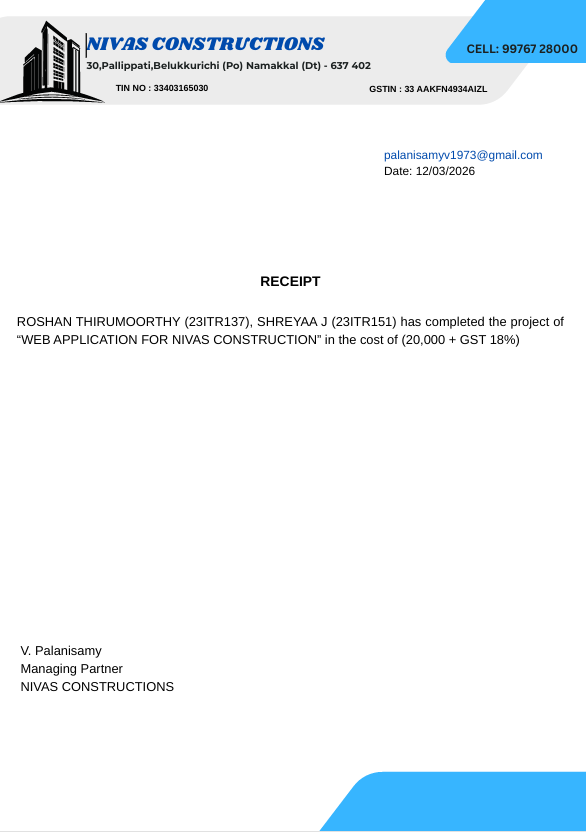 NIVAS CONSTRUCTIONS
CELL: 99767 28000
30,Pallippati,Belukkurichi (Po) Namakkal (Dt) - 637 402
TIN NO : 33403165030
GSTIN : 33 AAKFN4934AIZL
palanisamyv1973@gmail.com
Date: 12/03/2026
RECEIPT
ROSHAN THIRUMOORTHY (23ITR137), SHREYAA J (23ITR151) has completed the project of
“WEB APPLICATION FOR NIVAS CONSTRUCTION” in the cost of (20,000 + GST 18%)
V. Palanisamy
Managing Partner
NIVAS CONSTRUCTIONS